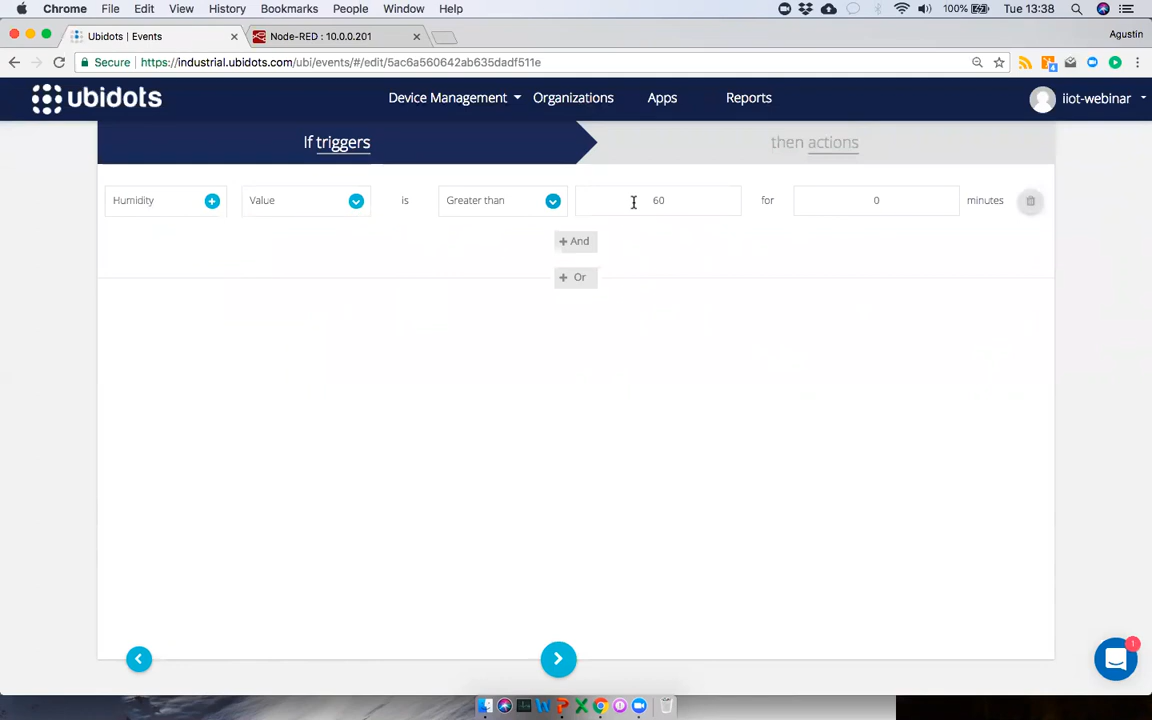 Chrome File Edit View History Bookmarks People Window Help 100% Tue 13:38
Ubidots | Events Node-RED : 10.0.0.201 Agustin
Secure https://industrial.ubidots.com/ubi/events/#/edit/5ac6a560642ab635dadf511e
ubidots Device Management Organizations Apps Reports iiot-webinar
If triggers then actions
Humidity Value is Greater than 60 for 0 minutes
+ And
+ Or
1